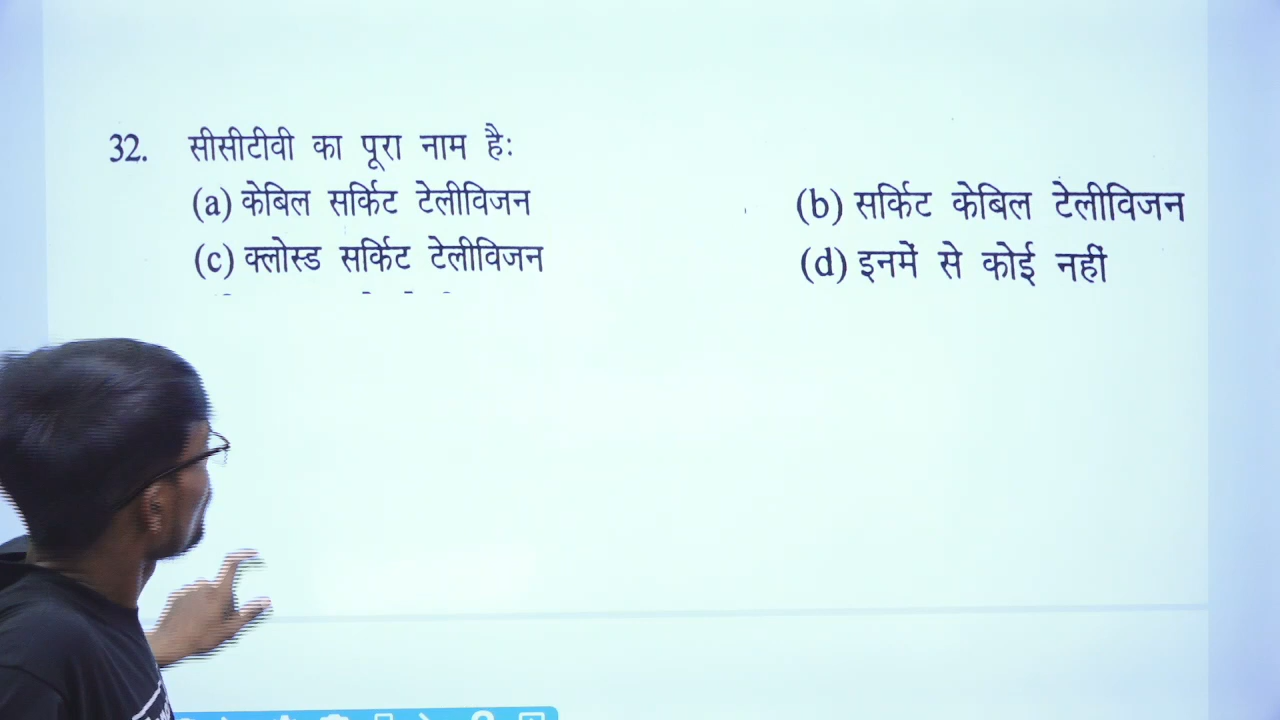 32. सीसीटीवी का पूरा नाम है:
(a) केबिल सर्किट टेलीविजन (b) सर्किट केबिल टेलीविजन
(c) क्लोस्ड सर्किट टेलीविजन (d) इनमें से कोई नहीं